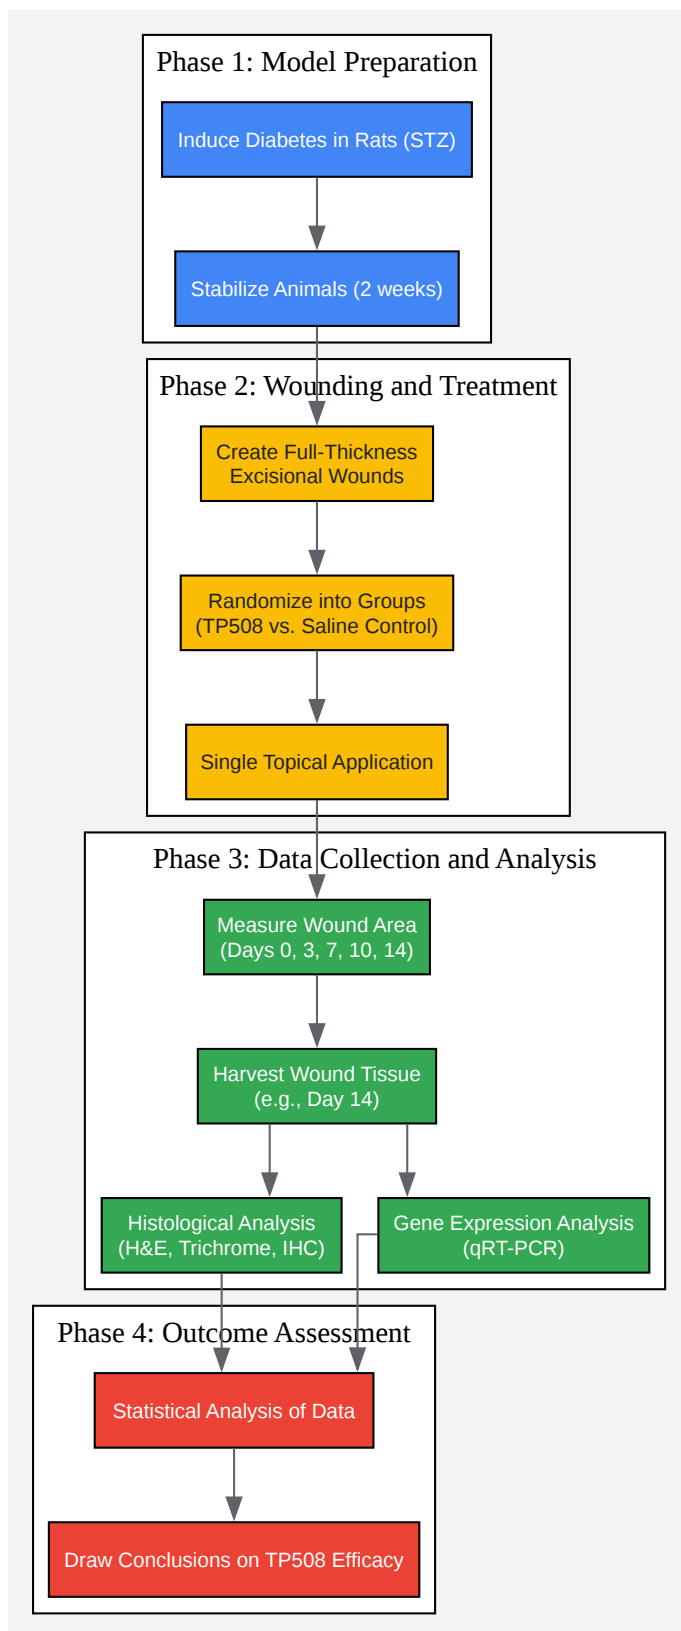 Phase 1: Model Preparation
Induce Diabetes in Rats (STZ)
Stabilize Animals (2 weeks)
Phase 2: Wounding and Treatment
Create Full-Thickness
Excisional Wounds
Randomize into Groups
(TP508 vs. Saline Control)
Single Topical Application
Phase 3: Data Collection and Analysis
Measure Wound Area
(Days 0, 3, 7, 10, 14)
Harvest Wound Tissue
(e.g., Day 14)
Histological Analysis
(H&E, Trichrome, IHC)
Gene Expression Analysis
(qRT-PCR)
Phase 4: Outcome Assessment
Statistical Analysis of Data
Draw Conclusions on TP508 Efficacy